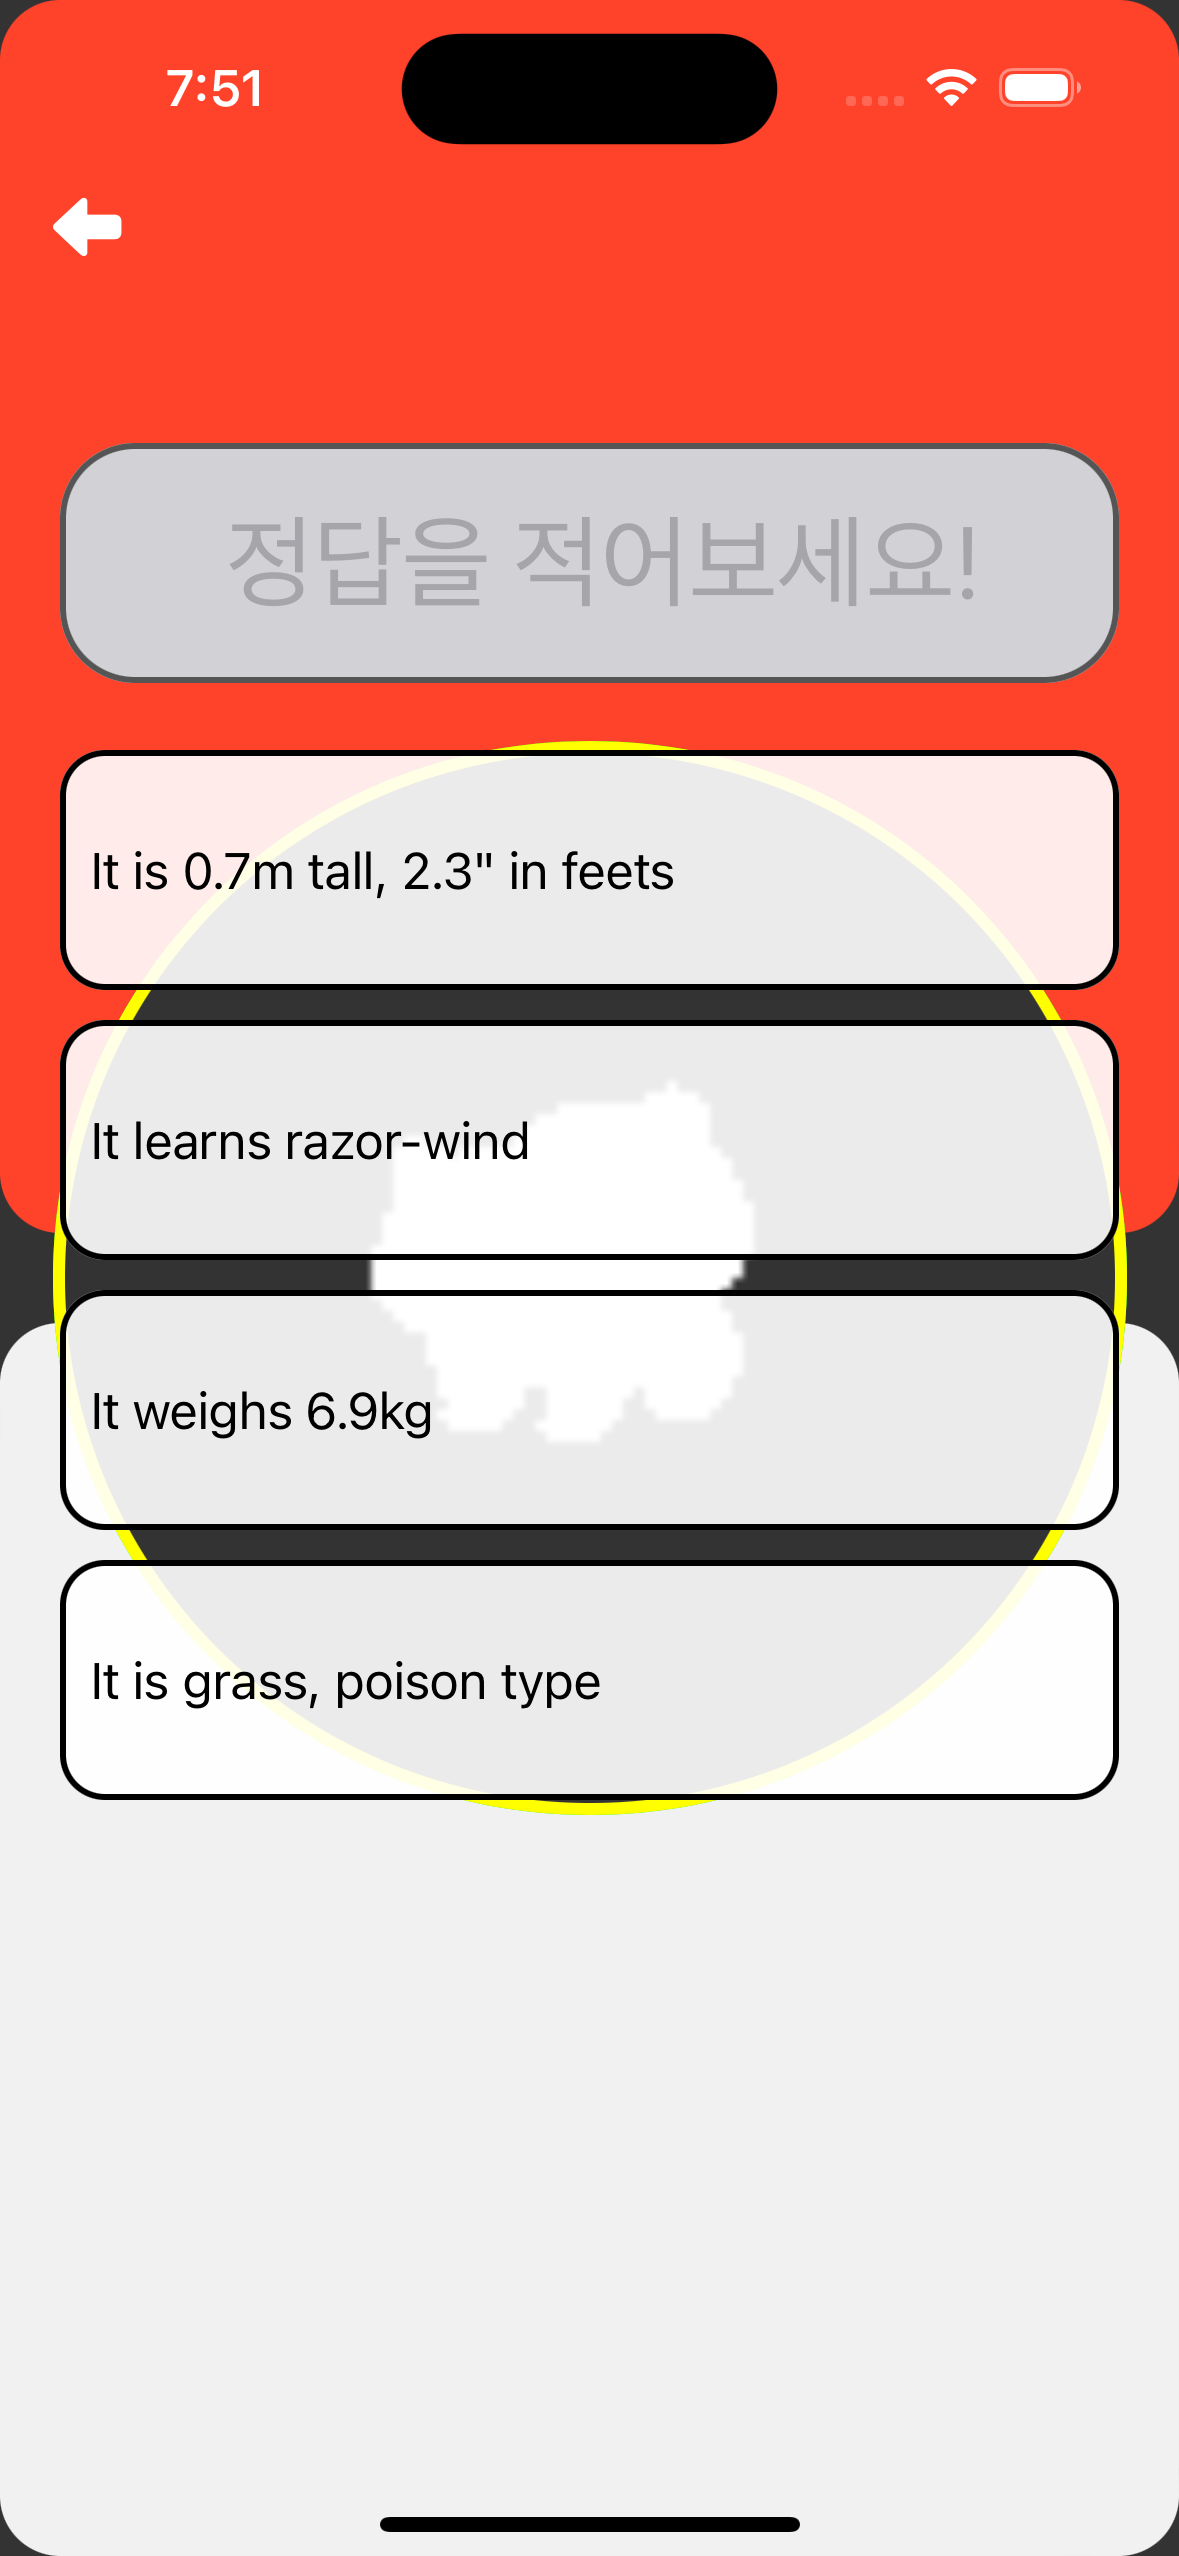 7:51
정답을 적어보세요!
It is 0.7m tall, 2.3" in feets
It learns razor-wind
It weighs 6.9kg
It is grass, poison type